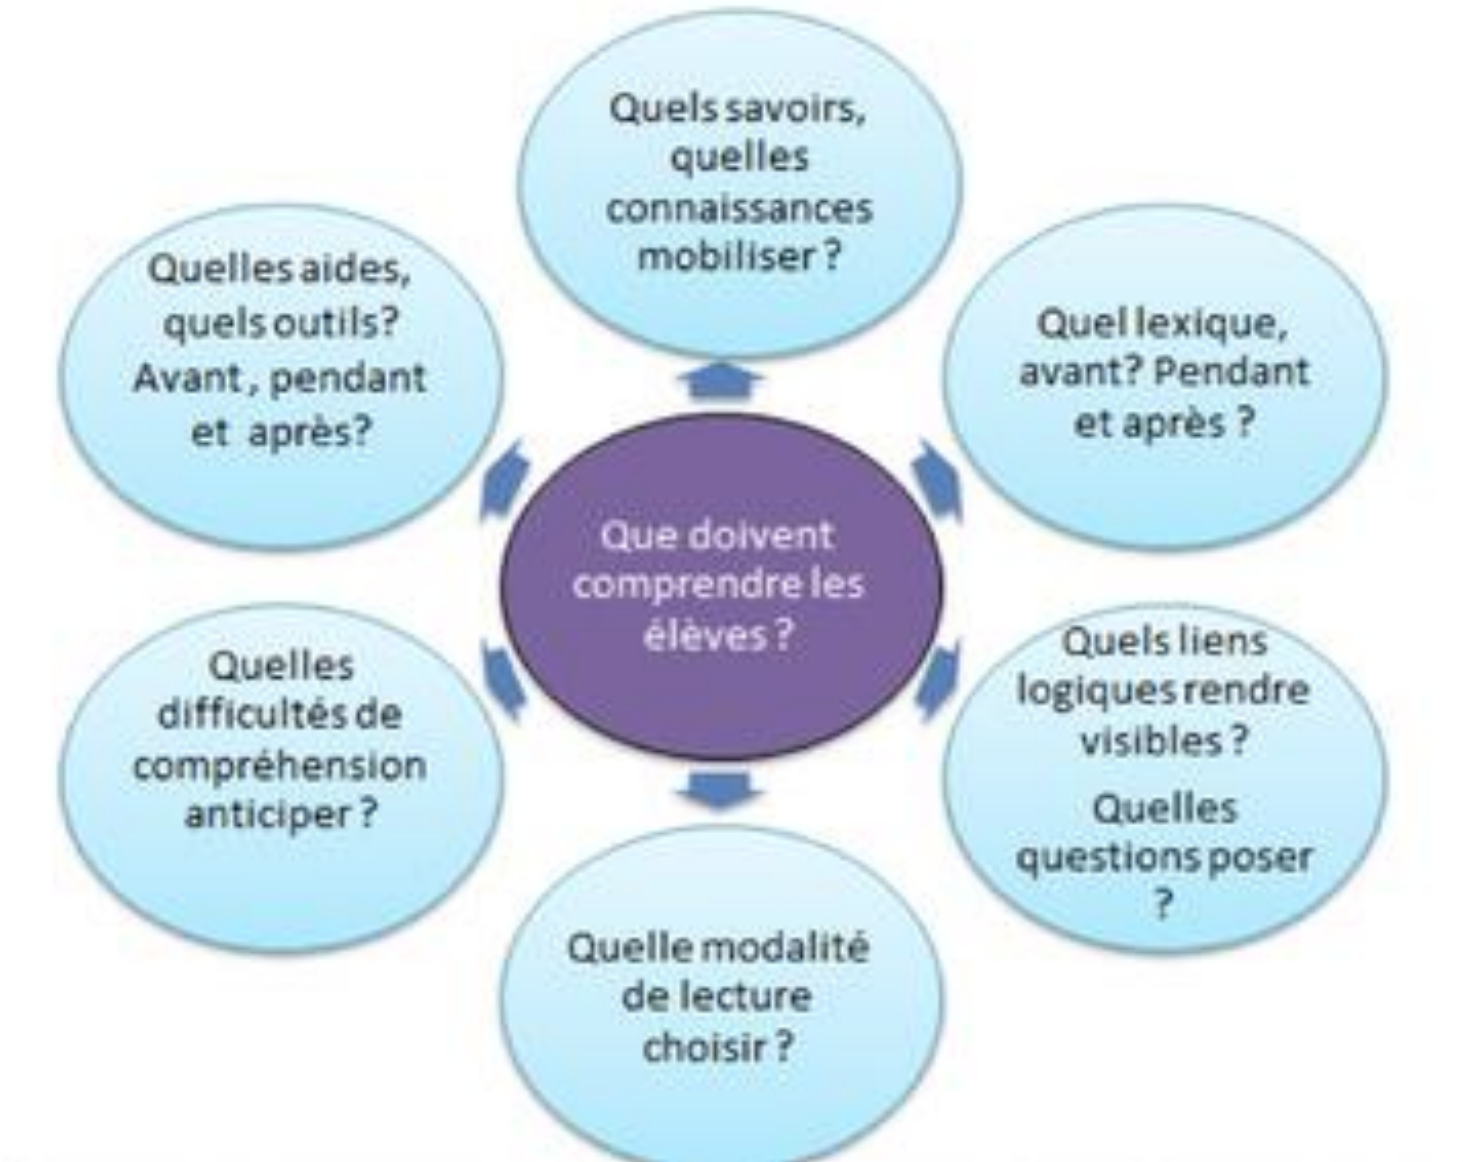 Quels savoirs,
quelles
connaissances
mobiliser ?
Quelles aides,
quels outils?
Avant, pendant
et après?
Quel lexique,
avant? Pendant
et après ?
Que doivent
comprendre les
élèves ?
Quelles
difficultés de
compréhension
anticiper ?
Quels liens
logiques rendre
visibles ?
Quelles
questions poser
?
Quelle modalité
de lecture
choisir ?